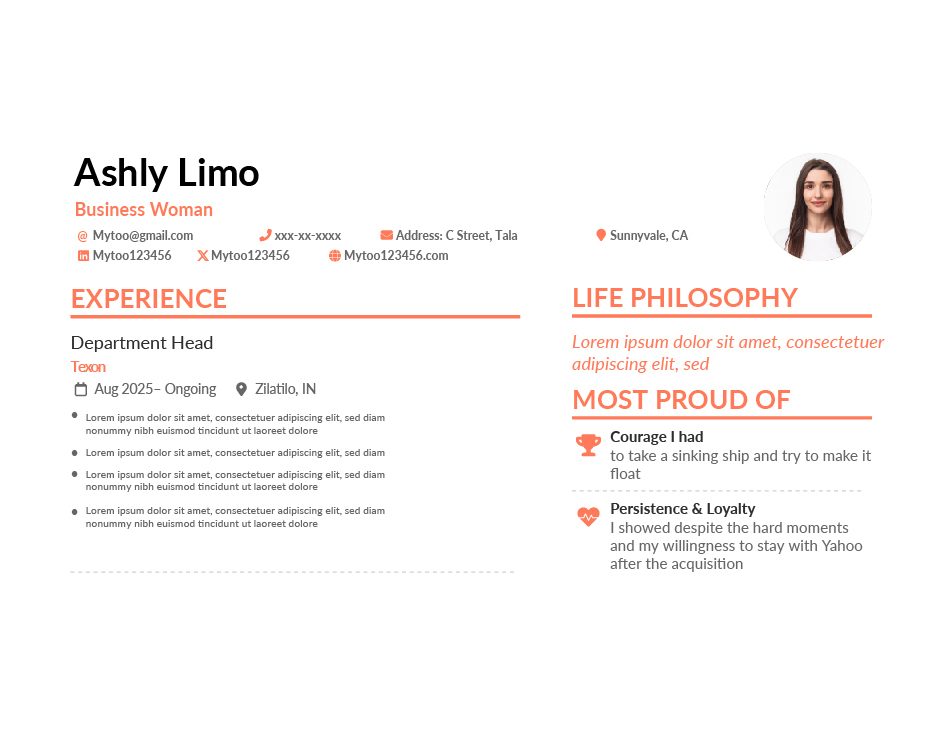 Ashly Limo
Business Woman
@ Mytoo@gmail.com xxx-xx-xxxx Address: C Street, Tala Sunnyvale, CA
Mytoo123456 Mytoo123456 Mytoo123456.com
EXPERIENCE
Department Head
Texon
Aug 2025– Ongoing Zilatilo, IN
• Lorem ipsum dolor sit amet, consectetuer adipiscing elit, sed diam
nonummy nibh euismod tincidunt ut laoreet dolore
• Lorem ipsum dolor sit amet, consectetuer adipiscing elit, sed diam
• Lorem ipsum dolor sit amet, consectetuer adipiscing elit, sed diam
nonummy nibh euismod tincidunt ut laoreet dolore
• Lorem ipsum dolor sit amet, consectetuer adipiscing elit, sed diam
nonummy nibh euismod tincidunt ut laoreet dolore
LIFE PHILOSOPHY
Lorem ipsum dolor sit amet, consectetuer
adipiscing elit, sed
MOST PROUD OF
Courage I had
to take a sinking ship and try to make it
float
Persistence & Loyalty
I showed despite the hard moments
and my willingness to stay with Yahoo
after the acquisition